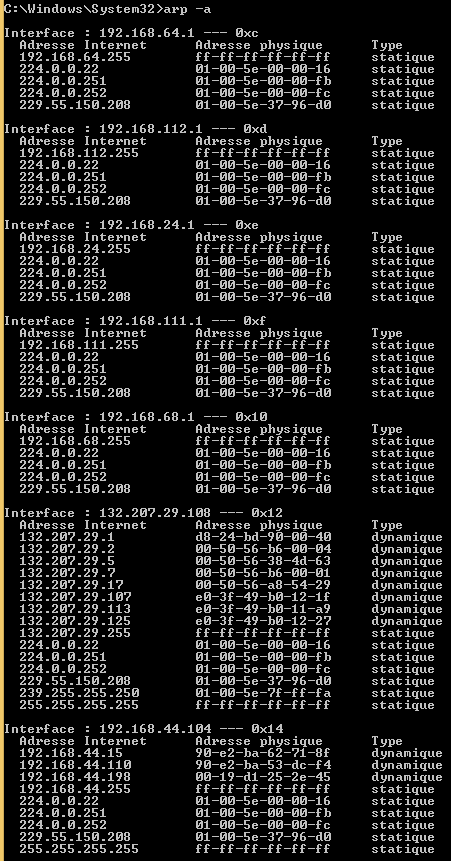 C:\Windows\System32>arp -a
Interface : 192.168.64.1 --- 0xc
Adresse Internet Adresse physique Type
192.168.64.255 ff-ff-ff-ff-ff-ff statique
224.0.0.22 01-00-5e-00-00-16 statique
224.0.0.251 01-00-5e-00-00-fb statique
224.0.0.252 01-00-5e-00-00-fc statique
229.55.150.208 01-00-5e-37-96-d0 statique
Interface : 192.168.112.1 --- 0xd
Adresse Internet Adresse physique Type
192.168.112.255 ff-ff-ff-ff-ff-ff statique
224.0.0.22 01-00-5e-00-00-16 statique
224.0.0.251 01-00-5e-00-00-fb statique
224.0.0.252 01-00-5e-00-00-fc statique
229.55.150.208 01-00-5e-37-96-d0 statique
Interface : 192.168.24.1 --- 0xe
Adresse Internet Adresse physique Type
192.168.24.255 ff-ff-ff-ff-ff-ff statique
224.0.0.22 01-00-5e-00-00-16 statique
224.0.0.251 01-00-5e-00-00-fb statique
224.0.0.252 01-00-5e-00-00-fc statique
229.55.150.208 01-00-5e-37-96-d0 statique
Interface : 192.168.111.1 --- 0xf
Adresse Internet Adresse physique Type
192.168.111.255 ff-ff-ff-ff-ff-ff statique
224.0.0.22 01-00-5e-00-00-16 statique
224.0.0.251 01-00-5e-00-00-fb statique
224.0.0.252 01-00-5e-00-00-fc statique
229.55.150.208 01-00-5e-37-96-d0 statique
Interface : 192.168.68.1 --- 0x10
Adresse Internet Adresse physique Type
192.168.68.255 ff-ff-ff-ff-ff-ff statique
224.0.0.22 01-00-5e-00-00-16 statique
224.0.0.251 01-00-5e-00-00-fb statique
224.0.0.252 01-00-5e-00-00-fc statique
229.55.150.208 01-00-5e-37-96-d0 statique
Interface : 132.207.29.108 --- 0x12
Adresse Internet Adresse physique Type
132.207.29.1 d8-24-bd-90-00-40 dynamique
132.207.29.2 00-50-56-b6-00-04 dynamique
132.207.29.5 00-50-56-38-4d-63 dynamique
132.207.29.7 00-50-56-b6-00-01 dynamique
132.207.29.17 00-50-56-a8-54-29 dynamique
132.207.29.107 e0-3f-49-b0-12-1f dynamique
132.207.29.113 e0-3f-49-b0-11-a9 dynamique
132.207.29.125 e0-3f-49-b0-12-27 dynamique
132.207.29.255 ff-ff-ff-ff-ff-ff statique
224.0.0.22 01-00-5e-00-00-16 statique
224.0.0.251 01-00-5e-00-00-fb statique
224.0.0.252 01-00-5e-00-00-fc statique
229.55.150.208 01-00-5e-37-96-d0 statique
239.255.255.250 01-00-5e-7f-ff-fa statique
255.255.255.255 ff-ff-ff-ff-ff-ff statique
Interface : 192.168.44.104 --- 0x14
Adresse Internet Adresse physique Type
192.168.44.15 90-e2-ba-62-71-8f dynamique
192.168.44.110 90-e2-ba-53-dc-f4 dynamique
192.168.44.198 00-19-d1-25-2e-45 dynamique
192.168.44.255 ff-ff-ff-ff-ff-ff statique
224.0.0.22 01-00-5e-00-00-16 statique
224.0.0.251 01-00-5e-00-00-fb statique
224.0.0.252 01-00-5e-00-00-fc statique
229.55.150.208 01-00-5e-37-96-d0 statique
255.255.255.255 ff-ff-ff-ff-ff-ff statique